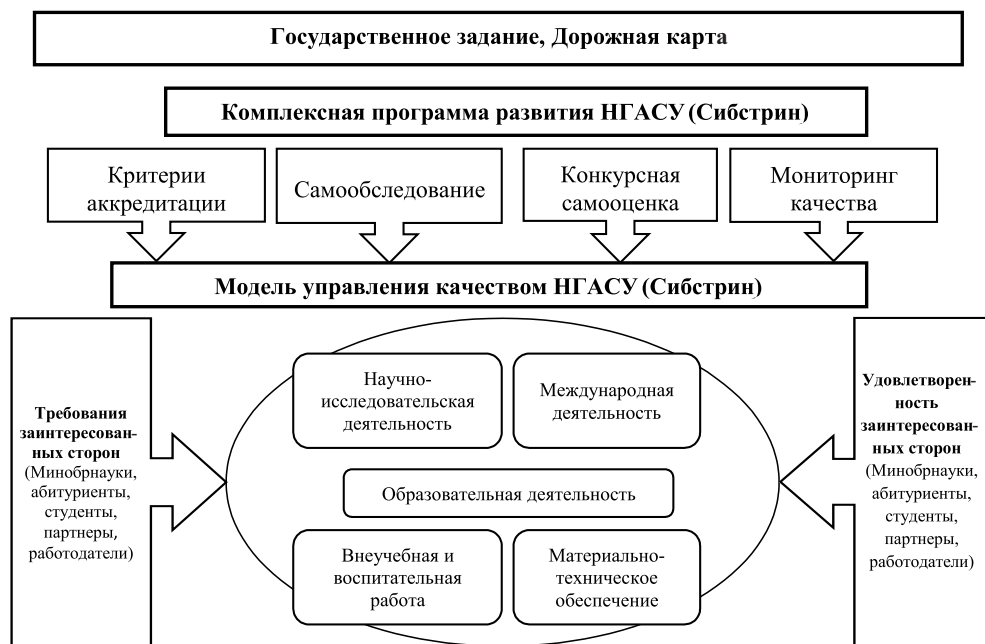 Государственное задание, Дорожная карта
Комплексная программа развития НГАСУ (Сибстрин)
Критерии
аккредитации
Самообследование
Конкурсная
самооценка
Мониторинг
качества
Модель управления качеством НГАСУ (Сибстрин)
Требования
заинтересован-
ных сторон
(Минобрнауки,
абитуриенты,
студенты,
партнеры,
работодатели)
Научно-
исследовательская
деятельность
Международная
деятельность
Образовательная деятельность
Внеучебная и
воспитательная
работа
Материально-
техническое
обеспечение
Удовлетворен-
ность
заинтересован-
ных сторон
(Минобрнауки,
абитуриенты,
студенты,
партнеры,
работодатели)